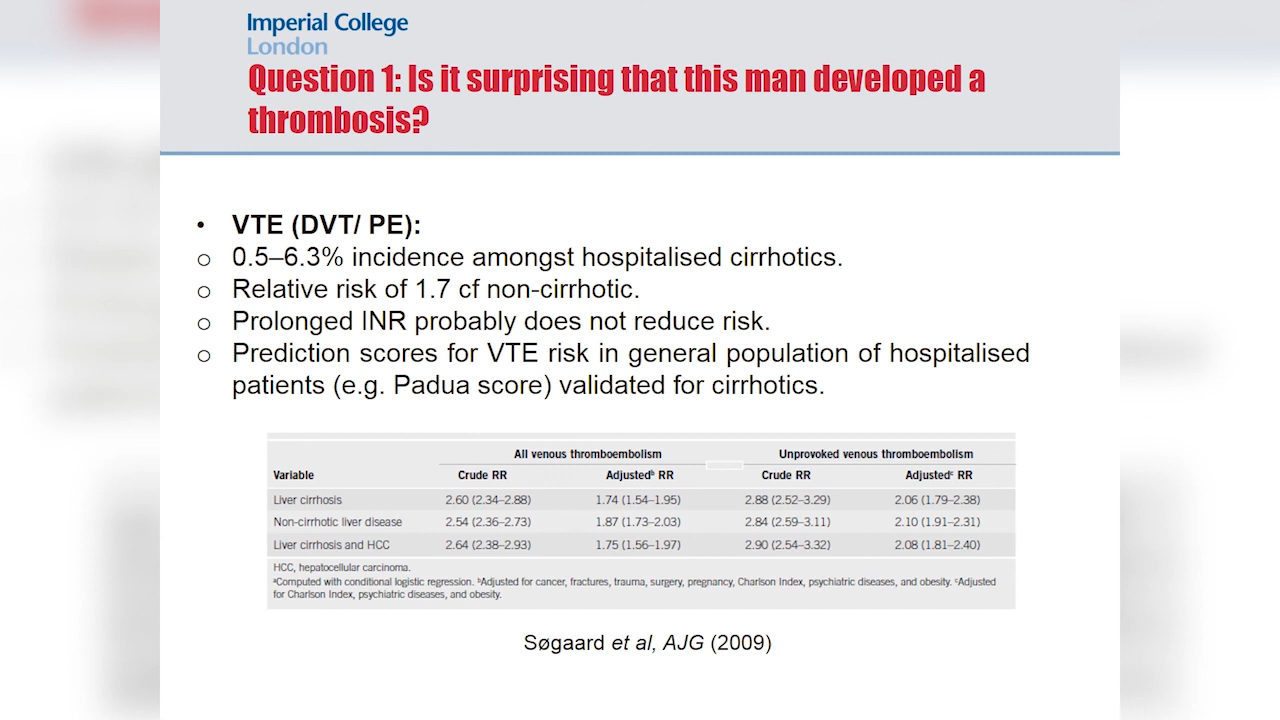 Imperial College
London
Question 1: Is it surprising that this man developed a
thrombosis?
• VTE (DVT/ PE):
o 0.5–6.3% incidence amongst hospitalised cirrhotics.
o Relative risk of 1.7 cf non-cirrhotic.
o Prolonged INR probably does not reduce risk.
o Prediction scores for VTE risk in general population of hospitalised
patients (e.g. Padua score) validated for cirrhotics.
All venous thromboembolism Unprovoked venous thromboembolism
Variable Crude RR Adjustedᵇ RR Crude RR Adjustedᶜ RR
Liver cirrhosis 2.60 (2.34–2.88) 1.74 (1.54–1.95) 2.88 (2.52–3.29) 2.06 (1.79–2.38)
Non-cirrhotic liver disease 2.54 (2.36–2.73) 1.87 (1.73–2.03) 2.84 (2.59–3.11) 2.10 (1.91–2.31)
Liver cirrhosis and HCC 2.64 (2.38–2.93) 1.75 (1.56–1.97) 2.90 (2.54–3.32) 2.08 (1.81–2.40)
HCC, hepatocellular carcinoma.
ᵃComputed with conditional logistic regression. ᵇAdjusted for cancer, fractures, trauma, surgery, pregnancy, Charlson Index, psychiatric diseases, and obesity. ᶜAdjusted
for Charlson Index, psychiatric diseases, and obesity.
Søgaard et al, AJG (2009)